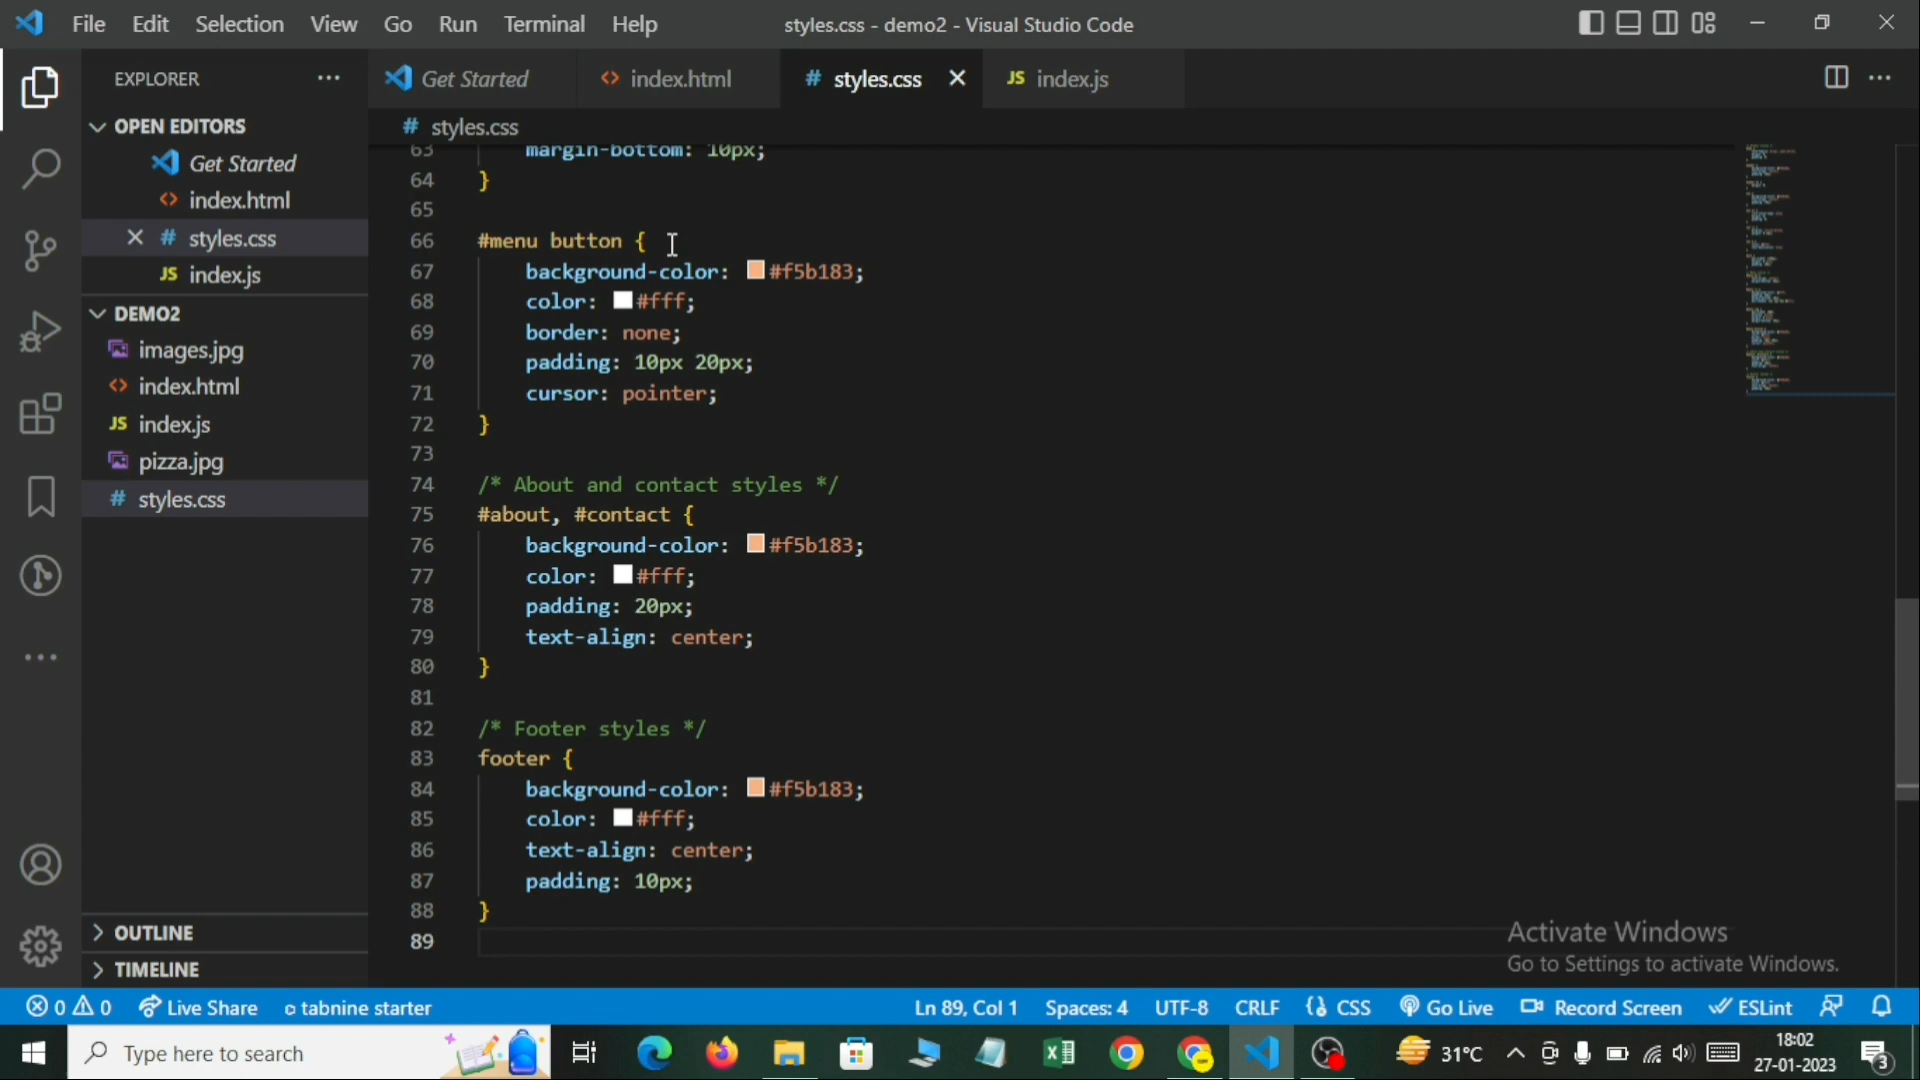 File Edit Selection View Go Run Terminal Help
styles.css - demo2 - Visual Studio Code
EXPLORER
Get Started
index.html
styles.css
index.js
OPEN EDITORS
Get Started
index.html
styles.css
index.js
DEMO2
images.jpg
index.html
index.js
pizza.jpg
styles.css
OUTLINE
TIMELINE
# styles.css
63 margin-bottom: 10px;
64 }
65
66 #menu button {
67 background-color: #f5b183;
68 color: #fff;
69 border: none;
70 padding: 10px 20px;
71 cursor: pointer;
72 }
73
74 /* About and contact styles */
75 #about, #contact {
76 background-color: #f5b183;
77 color: #fff;
78 padding: 20px;
79 text-align: center;
80 }
81
82 /* Footer styles */
83 footer {
84 background-color: #f5b183;
85 color: #fff;
86 text-align: center;
87 padding: 10px;
88 }
89
Activate Windows
Go to Settings to activate Windows.
0 0 Live Share tabnine starter Ln 89, Col 1 Spaces: 4 UTF-8 CRLF CSS Go Live Record Screen ESLint
Type here to search
31°C
18:02
27-01-2023
3